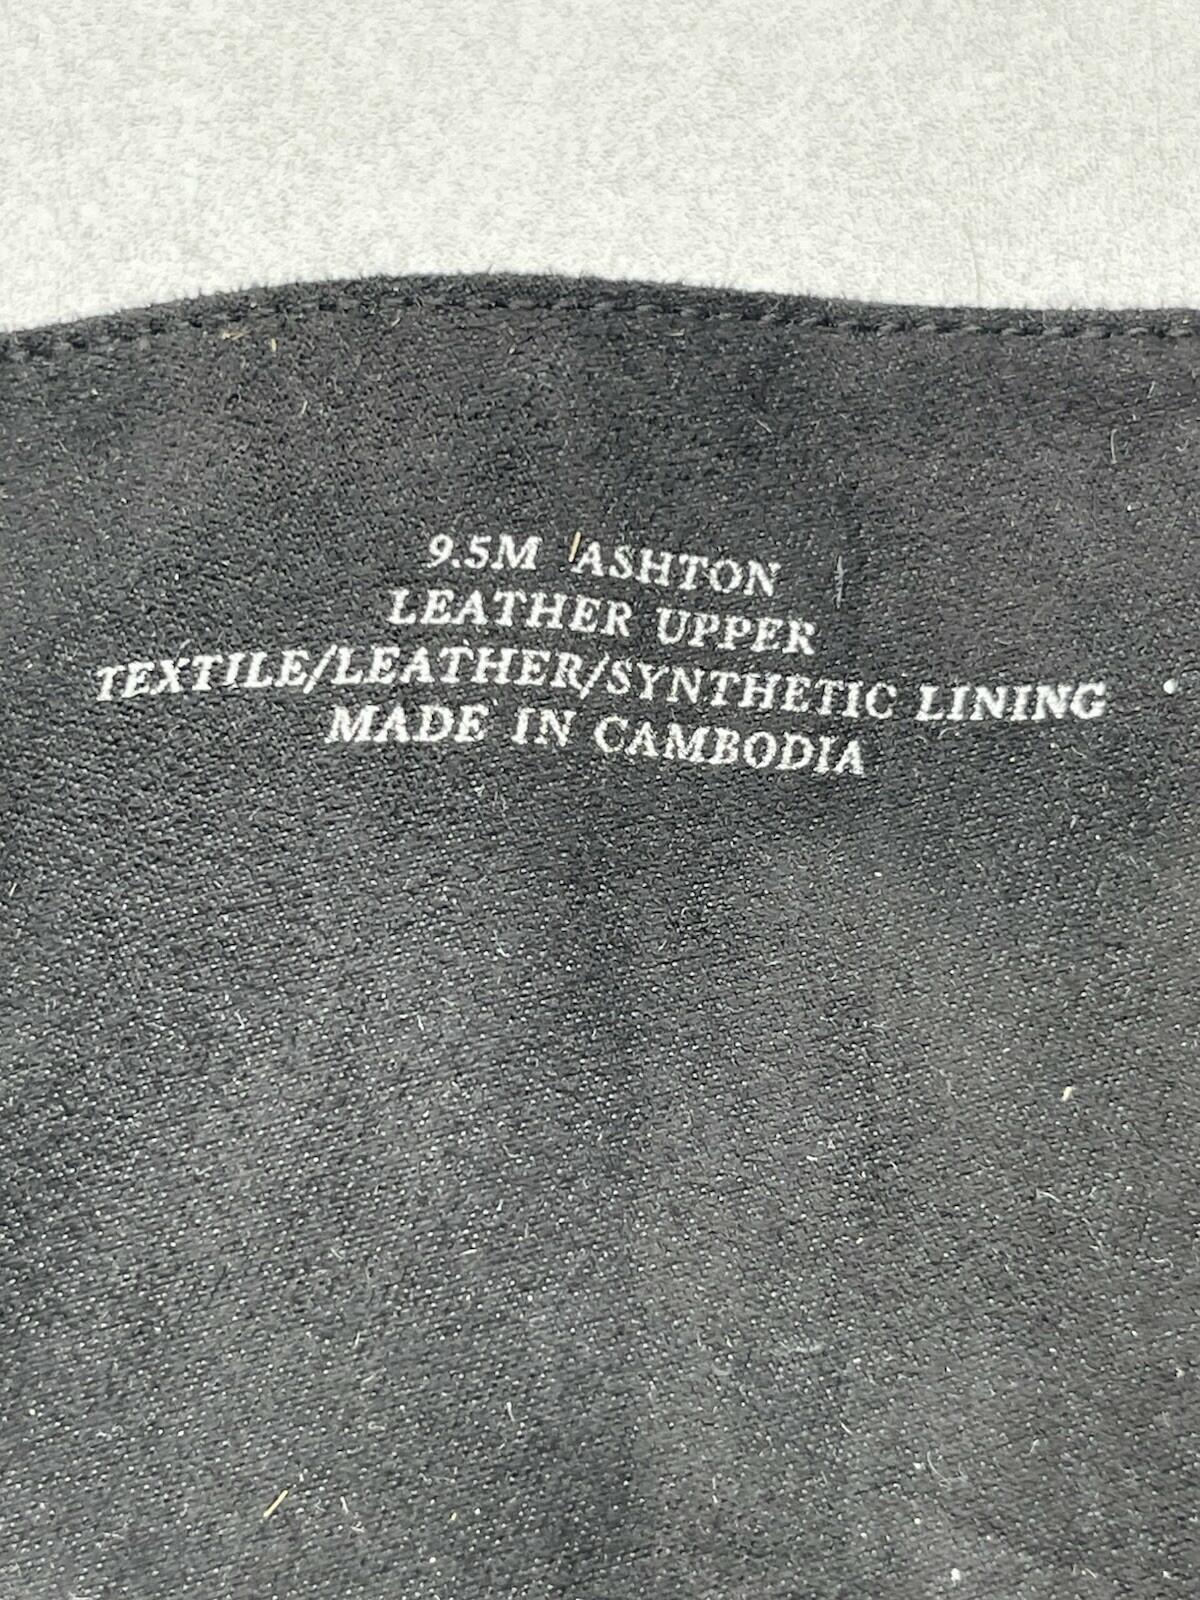 9.5M ASHTON
LEATHER UPPER
TEXTILE/LEATHER/SYNTHETIC LINING
MADE IN CAMBODIA